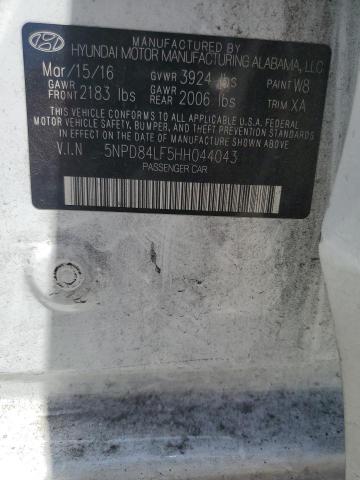 MANUFACTURED BY
HYUNDAI MOTOR MANUFACTURING ALABAMA, LLC
Mar/15/16 GVWR 3924 lbs PAINT W8
GAWR FRONT 2183 lbs GAWR REAR 2006 lbs TRIM XA
THIS VEHICLE CONFORMS TO ALL APPLICABLE U.S.A. FEDERAL
MOTOR VEHICLE SAFETY, BUMPER, AND THEFT PREVENTION
STANDARDS IN EFFECT ON THE DATE OF MANUFACTURE SHOWN ABOVE.
V.I.N 5NPD84LF5HH044043
PASSENGER CAR